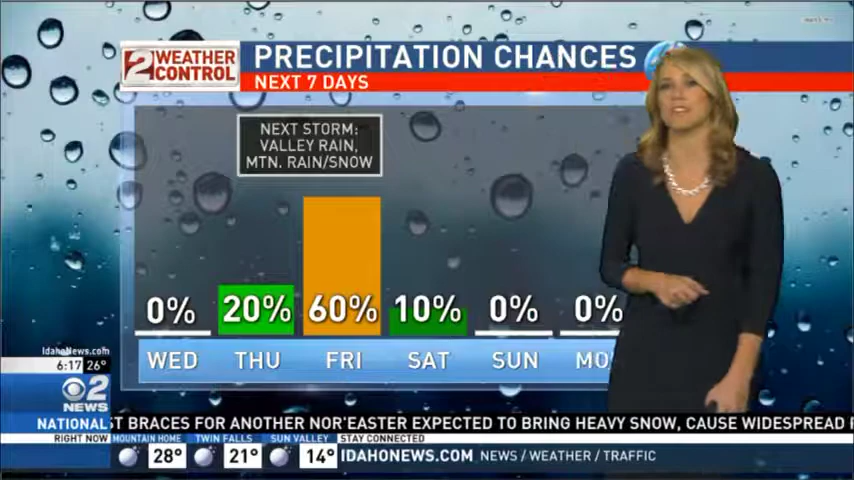 2 WEATHER CONTROL
PRECIPITATION CHANCES
NEXT 7 DAYS
NEXT STORM:
VALLEY RAIN,
MTN. RAIN/SNOW
0% 20% 60% 10% 0% 0%
WED THU FRI SAT SUN MO
IdahoNews.com
6:17 26°
2
NEWS
NATIONAL ST BRACES FOR ANOTHER NOR'EASTER EXPECTED TO BRING HEAVY SNOW, CAUSE WIDESPREAD
RIGHT NOW MOUNTAIN HOME TWIN FALLS SUN VALLEY STAY CONNECTED
28° 21° 14° IDAHONEWS.COM NEWS / WEATHER / TRAFFIC